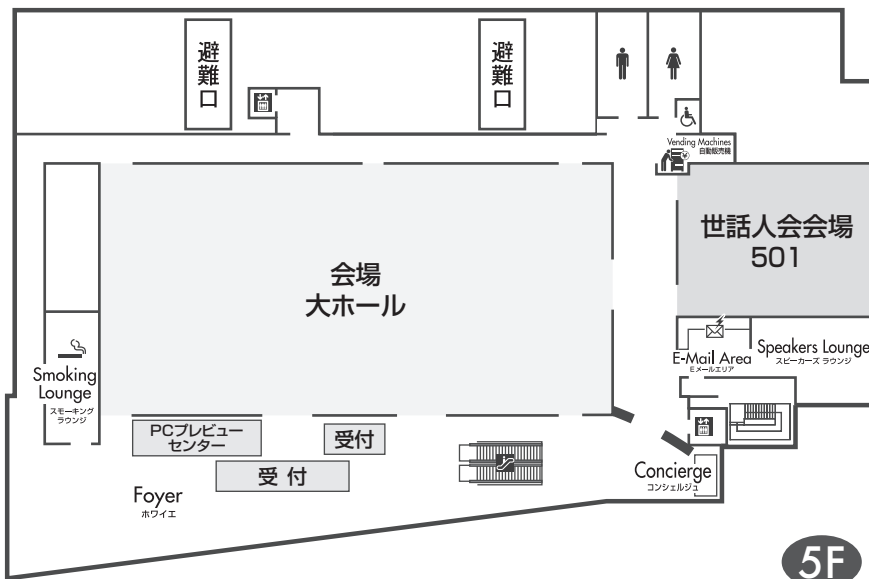 避難口
避難口
Vending Machines
自動販売機
会場
大ホール
世話人会会場
501
Smoking
Lounge
スモーキング
ラウンジ
E-Mail Area
Eメールエリア
Speakers Lounge
スピーカーズ ラウンジ
PCプレビュー
センター
受付
受 付
Foyer
ホワイエ
Concierge
コンシェルジュ
5F